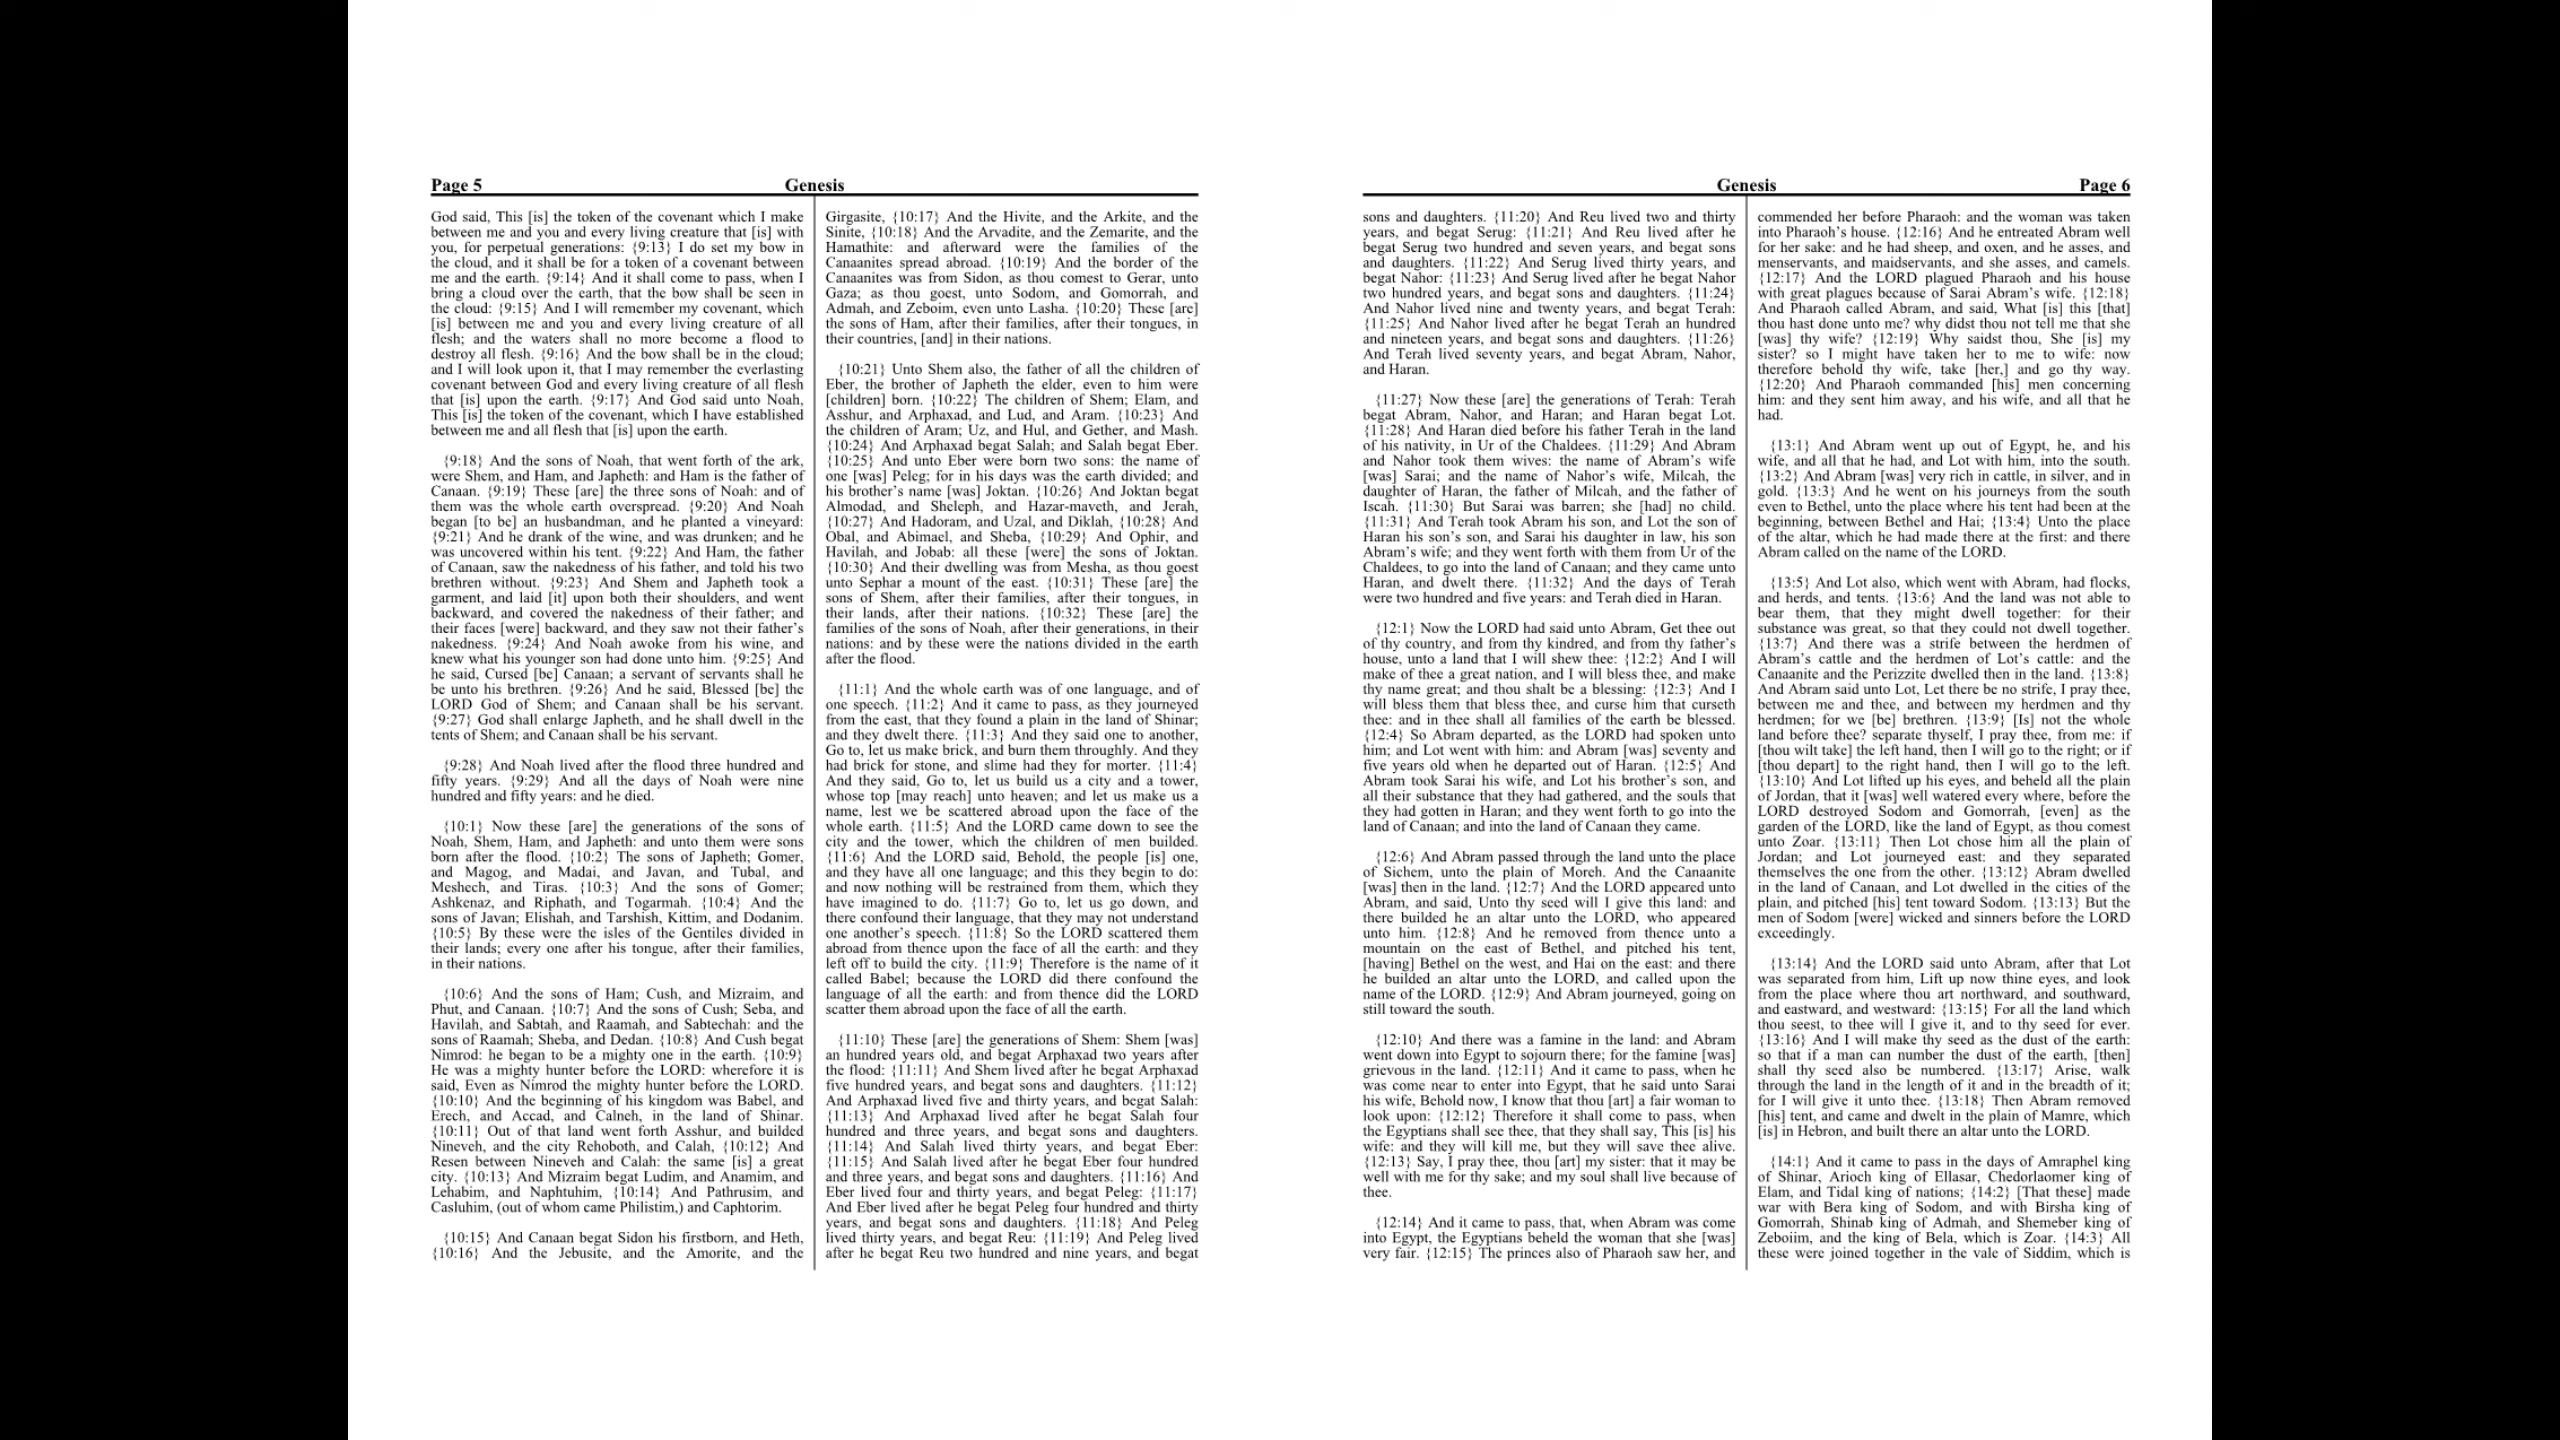 Page 5
Genesis
God said, This [is] the token of the covenant which I make
between me and you and every living creature that [is] with
you, for perpetual generations: {9:13} I do set my bow in
the cloud, and it shall be for a token of a covenant between
me and the earth. {9:14} And it shall come to pass, when I
bring a cloud over the earth, that the bow shall be seen in
the cloud: {9:15} And I will remember my covenant, which
[is] between me and you and every living creature of all
flesh; and the waters shall no more become a flood to
destroy all flesh. {9:16} And the bow shall be in the cloud;
and I will look upon it, that I may remember the everlasting
covenant between God and every living creature of all flesh
that [is] upon the earth. {9:17} And God said unto Noah,
This [is] the token of the covenant, which I have established
between me and all flesh that [is] upon the earth.
{9:18} And the sons of Noah, that went forth of the ark,
were Shem, and Ham, and Japheth: and Ham is the father of
Canaan. {9:19} These [are] the three sons of Noah: and of
them was the whole earth overspread. {9:20} And Noah
began [to be] an husbandman, and he planted a vineyard:
{9:21} And he drank of the wine, and was drunken; and he
was uncovered within his tent. {9:22} And Ham, the father
of Canaan, saw the nakedness of his father, and told his two
brethren without. {9:23} And Shem and Japheth took a
garment, and laid [it] upon both their shoulders, and went
backward, and covered the nakedness of their father; and
their faces [were] backward, and they saw not their father's
nakedness. {9:24} And Noah awoke from his wine, and
knew what his younger son had done unto him. {9:25} And
he said, Cursed [be] Canaan; a servant of servants shall he
be unto his brethren. {9:26} And he said, Blessed [be] the
LORD God of Shem; and Canaan shall be his servant.
{9:27} God shall enlarge Japheth, and he shall dwell in the
tents of Shem; and Canaan shall be his servant.
{9:28} And Noah lived after the flood three hundred and
fifty years. {9:29} And all the days of Noah were nine
hundred and fifty years: and he died.
{10:1} Now these [are] the generations of the sons of
Noah, Shem, Ham, and Japheth: and unto them were sons
born after the flood. {10:2} The sons of Japheth; Gomer,
and Magog, and Madai, and Javan, and Tubal, and
Meshech, and Tiras. {10:3} And the sons of Gomer;
Ashkenaz, and Riphath, and Togarmah. {10:4} And the
sons of Javan; Elishah, and Tarshish, Kittim, and Dodanim.
{10:5} By these were the isles of the Gentiles divided in
their lands; every one after his tongue, after their families,
in their nations.
{10:6} And the sons of Ham; Cush, and Mizraim, and
Phut, and Canaan. {10:7} And the sons of Cush; Seba, and
Havilah, and Sabtah, and Raamah, and Sabtechah: and the
sons of Raamah; Sheba, and Dedan. {10:8} And Cush begat
Nimrod: he began to be a mighty one in the earth. {10:9}
He was a mighty hunter before the LORD: wherefore it is
said, Even as Nimrod the mighty hunter before the LORD.
{10:10} And the beginning of his kingdom was Babel, and
Erech, and Accad, and Calneh, in the land of Shinar.
{10:11} Out of that land went forth Asshur, and builded
Nineveh, and the city Rehoboth, and Calah, {10:12} And
Resen between Nineveh and Calah: the same [is] a great
city. {10:13} And Mizraim begat Ludim, and Anamim, and
Lehabim, and Naphtuhim, {10:14} And Pathrusim, and
Casluhim, (out of whom came Philistim,) and Caphtorim.
{10:15} And Canaan begat Sidon his firstborn, and Heth,
{10:16} And the Jebusite, and the Amorite, and the
Girgasite, {10:17} And the Hivite, and the Arkite, and the
Sinite, {10:18} And the Arvadite, and the Zemarite, and the
Hamathite: and afterward were the families of the
Canaanites spread abroad. {10:19} And the border of the
Canaanites was from Sidon, as thou comest to Gerar, unto
Gaza; as thou goest, unto Sodom, and Gomorrah, and
Admah, and Zeboim, even unto Lasha. {10:20} These [are]
the sons of Ham, after their families, after their tongues, in
their countries, [and] in their nations.
{10:21} Unto Shem also, the father of all the children of
Eber, the brother of Japheth the elder, even to him were
[children] born. {10:22} The children of Shem; Elam, and
Asshur, and Arphaxad, and Lud, and Aram. {10:23} And
the children of Aram; Uz, and Hul, and Gether, and Mash.
{10:24} And Arphaxad begat Salah; and Salah begat Eber.
{10:25} And unto Eber were born two sons: the name of
one [was] Peleg; for in his days was the earth divided; and
his brother's name [was] Joktan. {10:26} And Joktan begat
Almodad, and Sheleph, and Hazar-maveth, and Jerah,
{10:27} And Hadoram, and Uzal, and Diklah, {10:28} And
Obal, and Abimael, and Sheba, {10:29} And Ophir, and
Havilah, and Jobab: all these [were] the sons of Joktan.
{10:30} And their dwelling was from Mesha, as thou goest
unto Sephar a mount of the east. {10:31} These [are] the
sons of Shem, after their families, after their tongues, in
their lands, after their nations. {10:32} These [are] the
families of the sons of Noah, after their generations, in their
nations: and by these were the nations divided in the earth
after the flood.
{11:1} And the whole earth was of one language, and of
one speech. {11:2} And it came to pass, as they journeyed
from the east, that they found a plain in the land of Shinar;
and they dwelt there. {11:3} And they said one to another,
Go to, let us make brick, and burn them throughly. And they
had brick for stone, and slime had they for morter. {11:4}
And they said, Go to, let us build us a city and a tower,
whose top [may reach] unto heaven; and let us make us a
name, lest we be scattered abroad upon the face of the
whole earth. {11:5} And the LORD came down to see the
city and the tower, which the children of men builded.
{11:6} And the LORD said, Behold, the people [is] one,
and they have all one language; and this they begin to do:
and now nothing will be restrained from them, which they
have imagined to do. {11:7} Go to, let us go down, and
there confound their language, that they may not understand
one another's speech. {11:8} So the LORD scattered them
abroad from thence upon the face of all the earth: and they
left off to build the city. {11:9} Therefore is the name of it
called Babel; because the LORD did there confound the
language of all the earth: and from thence did the LORD
scatter them abroad upon the face of all the earth.
{11:10} These [are] the generations of Shem: Shem [was]
an hundred years old, and begat Arphaxad two years after
the flood: {11:11} And Shem lived after he begat Arphaxad
five hundred years, and begat sons and daughters. {11:12}
And Arphaxad lived five and thirty years, and begat Salah:
{11:13} And Arphaxad lived after he begat Salah four
hundred and three years, and begat sons and daughters.
{11:14} And Salah lived thirty years, and begat Eber:
{11:15} And Salah lived after he begat Eber four hundred
and three years, and begat sons and daughters. {11:16} And
Eber lived four and thirty years, and begat Peleg: {11:17}
And Eber lived after he begat Peleg four hundred and thirty
years, and begat sons and daughters. {11:18} And Peleg
lived thirty years, and begat Reu: {11:19} And Peleg lived
after he begat Reu two hundred and nine years, and begat
Genesis
Page 6
sons and daughters. {11:20} And Reu lived two and thirty
years, and begat Serug: {11:21} And Reu lived after he
begat Serug two hundred and seven years, and begat sons
and daughters. {11:22} And Serug lived thirty years, and
begat Nahor: {11:23} And Serug lived after he begat Nahor
two hundred years, and begat sons and daughters. {11:24}
And Nahor lived nine and twenty years, and begat Terah:
{11:25} And Nahor lived after he begat Terah an hundred
and nineteen years, and begat sons and daughters. {11:26}
And Terah lived seventy years, and begat Abram, Nahor,
and Haran.
{11:27} Now these [are] the generations of Terah: Terah
begat Abram, Nahor, and Haran; and Haran begat Lot.
{11:28} And Haran died before his father Terah in the land
of his nativity, in Ur of the Chaldees. {11:29} And Abram
and Nahor took them wives: the name of Abram's wife
[was] Sarai; and the name of Nahor's wife, Milcah, the
daughter of Haran, the father of Milcah, and the father of
Iscah. {11:30} But Sarai was barren; she [had] no child.
{11:31} And Terah took Abram his son, and Lot the son of
Haran his son's son, and Sarai his daughter in law, his son
Abram's wife; and they went forth with them from Ur of the
Chaldees, to go into the land of Canaan; and they came unto
Haran, and dwelt there. {11:32} And the days of Terah
were two hundred and five years: and Terah died in Haran.
{12:1} Now the LORD had said unto Abram, Get thee out
of thy country, and from thy kindred, and from thy father's
house, unto a land that I will shew thee: {12:2} And I will
make of thee a great nation, and I will bless thee, and make
thy name great; and thou shalt be a blessing: {12:3} And I
will bless them that bless thee, and curse him that curseth
thee: and in thee shall all families of the earth be blessed.
{12:4} So Abram departed, as the LORD had spoken unto
him; and Lot went with him: and Abram [was] seventy and
five years old when he departed out of Haran. {12:5} And
Abram took Sarai his wife, and Lot his brother's son, and
all their substance that they had gathered, and the souls that
they had gotten in Haran; and they went forth to go into the
land of Canaan; and into the land of Canaan they came.
{12:6} And Abram passed through the land unto the place
of Sichem, unto the plain of Moreh. And the Canaanite
[was] then in the land. {12:7} And the LORD appeared unto
Abram, and said, Unto thy seed will I give this land: and
there builded he an altar unto the LORD, who appeared
unto him. {12:8} And he removed from thence unto a
mountain on the east of Bethel, and pitched his tent,
[having] Bethel on the west, and Hai on the east: and there
he builded an altar unto the LORD, and called upon the
name of the LORD. {12:9} And Abram journeyed, going on
still toward the south.
{12:10} And there was a famine in the land: and Abram
went down into Egypt to sojourn there; for the famine [was]
grievous in the land. {12:11} And it came to pass, when he
was come near to enter into Egypt, that he said unto Sarai
his wife, Behold now, I know that thou [art] a fair woman to
look upon: {12:12} Therefore it shall come to pass, when
the Egyptians shall see thee, that they shall say, This [is] his
wife: and they will kill me, but they will save thee alive.
{12:13} Say, I pray thee, thou [art] my sister: that it may be
well with me for thy sake; and my soul shall live because of
thee.
{12:14} And it came to pass, that, when Abram was come
into Egypt, the Egyptians beheld the woman that she [was]
very fair. {12:15} The princes also of Pharaoh saw her, and
commended her before Pharaoh: and the woman was taken
into Pharaoh's house. {12:16} And he entreated Abram well
for her sake: and he had sheep, and oxen, and he asses, and
menservants, and maidservants, and she asses, and camels.
{12:17} And the LORD plagued Pharaoh and his house
with great plagues because of Sarai Abram's wife. {12:18}
And Pharaoh called Abram, and said, What [is] this [that]
thou hast done unto me? why didst thou not tell me that she
[was] thy wife? {12:19} Why saidst thou, She [is] my
sister? so I might have taken her to me to wife: now
therefore behold thy wife, take [her,] and go thy way.
{12:20} And Pharaoh commanded [his] men concerning
him: and they sent him away, and his wife, and all that he
had.
{13:1} And Abram went up out of Egypt, he, and his
wife, and all that he had, and Lot with him, into the south.
{13:2} And Abram [was] very rich in cattle, in silver, and in
gold. {13:3} And he went on his journeys from the south
even to Bethel, unto the place where his tent had been at the
beginning, between Bethel and Hai; {13:4} Unto the place
of the altar, which he had made there at the first: and there
Abram called on the name of the LORD.
{13:5} And Lot also, which went with Abram, had flocks,
and herds, and tents. {13:6} And the land was not able to
bear them, that they might dwell together: for their
substance was great, so that they could not dwell together.
{13:7} And there was a strife between the herdmen of
Abram's cattle and the herdmen of Lot's cattle: and the
Canaanite and the Perizzite dwelled then in the land. {13:8}
And Abram said unto Lot, Let there be no strife, I pray thee,
between me and thee, and between my herdmen and thy
herdmen; for we [be] brethren. {13:9} [Is] not the whole
land before thee? separate thyself, I pray thee, from me: if
[thou wilt take] the left hand, then I will go to the right; or if
[thou depart] to the right hand, then I will go to the left.
{13:10} And Lot lifted up his eyes, and beheld all the plain
of Jordan, that it [was] well watered every where, before the
LORD destroyed Sodom and Gomorrah, [even] as the
garden of the LORD, like the land of Egypt, as thou comest
unto Zoar. {13:11} Then Lot chose him all the plain of
Jordan; and Lot journeyed east: and they separated
themselves the one from the other. {13:12} Abram dwelled
in the land of Canaan, and Lot dwelled in the cities of the
plain, and pitched [his] tent toward Sodom. {13:13} But the
men of Sodom [were] wicked and sinners before the LORD
exceedingly.
{13:14} And the LORD said unto Abram, after that Lot
was separated from him, Lift up now thine eyes, and look
from the place where thou art northward, and southward,
and eastward, and westward: {13:15} For all the land which
thou seest, to thee will I give it, and to thy seed for ever.
{13:16} And I will make thy seed as the dust of the earth:
so that if a man can number the dust of the earth, [then]
shall thy seed also be numbered. {13:17} Arise, walk
through the land in the length of it and in the breadth of it;
for I will give it unto thee. {13:18} Then Abram removed
[his] tent, and came and dwelt in the plain of Mamre, which
[is] in Hebron, and built there an altar unto the LORD.
{14:1} And it came to pass in the days of Amraphel king
of Shinar, Arioch king of Ellasar, Chedorlaomer king of
Elam, and Tidal king of nations; {14:2} [That these] made
war with Bera king of Sodom, and with Birsha king of
Gomorrah, Shinab king of Admah, and Shemeber king of
Zeboiim, and the king of Bela, which is Zoar. {14:3} All
these were joined together in the vale of Siddim, which is